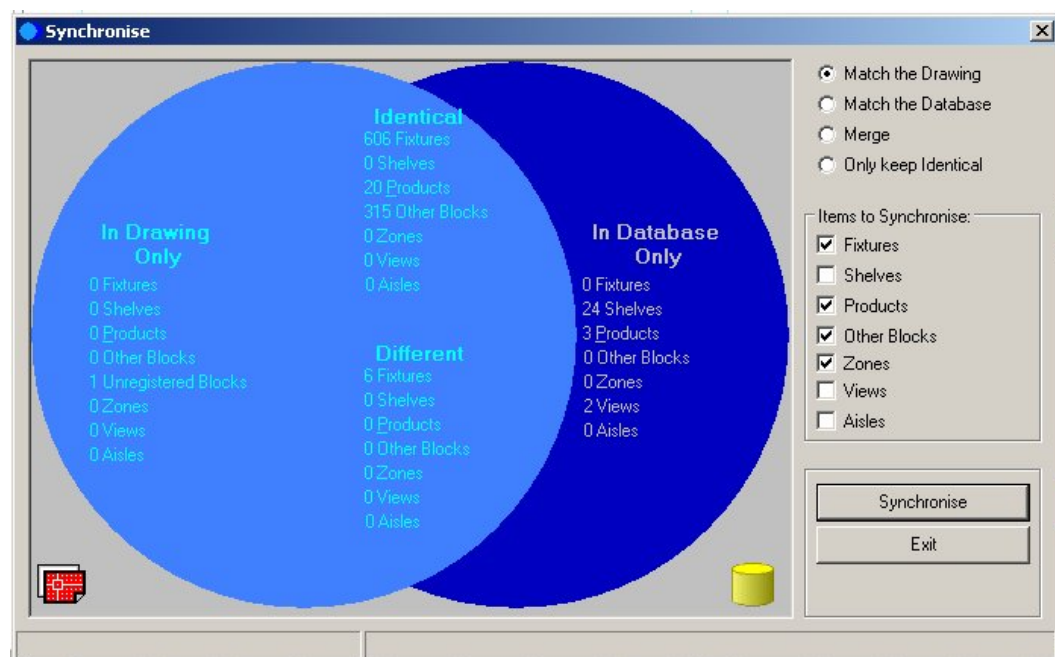 Synchronise
Identical
606 Fixtures
0 Shelves
20 Products
315 Other Blocks
0 Zones
0 Views
0 Aisles
In Drawing
Only
0 Fixtures
0 Shelves
0 Products
0 Other Blocks
1 Unregistered Blocks
0 Zones
0 Views
0 Aisles
Different
6 Fixtures
0 Shelves
0 Products
0 Other Blocks
0 Zones
0 Views
0 Aisles
In Database
Only
0 Fixtures
24 Shelves
3 Products
0 Other Blocks
0 Zones
2 Views
0 Aisles
Match the Drawing
Match the Database
Merge
Only keep Identical
Items to Synchronise:
Fixtures
Shelves
Products
Other Blocks
Zones
Views
Aisles
Synchronise
Exit